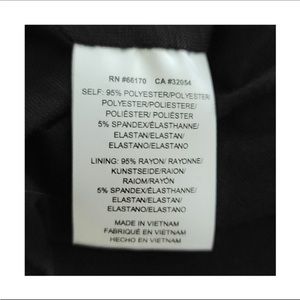 RN #66170 CA #32054
SELF: 95% POLYESTER/POLYESTER/
POLYESTER/POLIESTERE/
POLIÉSTER/ POLIÉSTER
5% SPANDEX/ÉLASTHANNE/
ELASTAN/ELASTAN/
ELASTANO/ELASTANO
LINING: 95% RAYON/ RAYONNE/
KUNSTSEIDE/RAION/
RAIOM/RAYÓN
5% SPANDEX/ÉLASTHANNE/
ELASTAN/ELASTAN/
ELASTANO/ELASTANO
MADE IN VIETNAM
FABRIQUÉ EN VIETNAM
HECHO EN VIETNAM